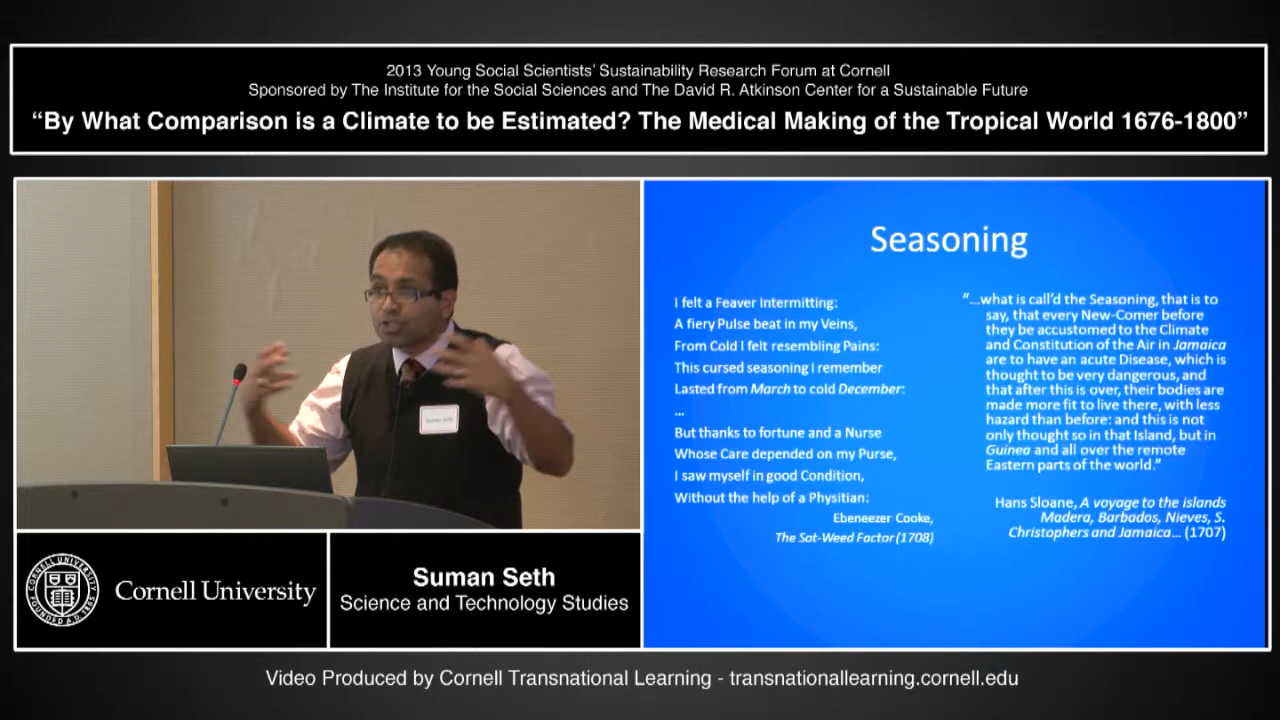 2013 Young Social Scientists' Sustainability Research Forum at Cornell
Sponsored by The Institute for the Social Sciences and The David R. Atkinson Center for a Sustainable Future
“By What Comparison is a Climate to be Estimated? The Medical Making of the Tropical World 1676-1800”
Seasoning
I felt a Feaver Intermitting:
A fiery Pulse beat in my Veins,
From Cold I felt resembling Pains:
This cursed seasoning I remember
Lasted from March to cold December:
...
But thanks to fortune and a Nurse
Whose Care depended on my Purse,
I saw myself in good Condition,
Without the help of a Physitian:
Ebeneezer Cooke,
The Sot-Weed Factor (1708)
“...what is call'd the Seasoning, that is to
say, that every New-Comer before
they be accustomed to the Climate
and Constitution of the Air in Jamaica
are to have an acute Disease, which is
thought to be very dangerous, and
that after this is over, their bodies are
made more fit to live there, with less
hazard than before: and this is not
only thought so in that Island, but in
Guinea and all over the remote
Eastern parts of the world.”
Hans Sloane, A voyage to the islands
Madera, Barbados, Nieves, S.
Christophers and Jamaica... (1707)
Cornell University
Suman Seth
Science and Technology Studies
Video Produced by Cornell Transnational Learning - transnationallearning.cornell.edu